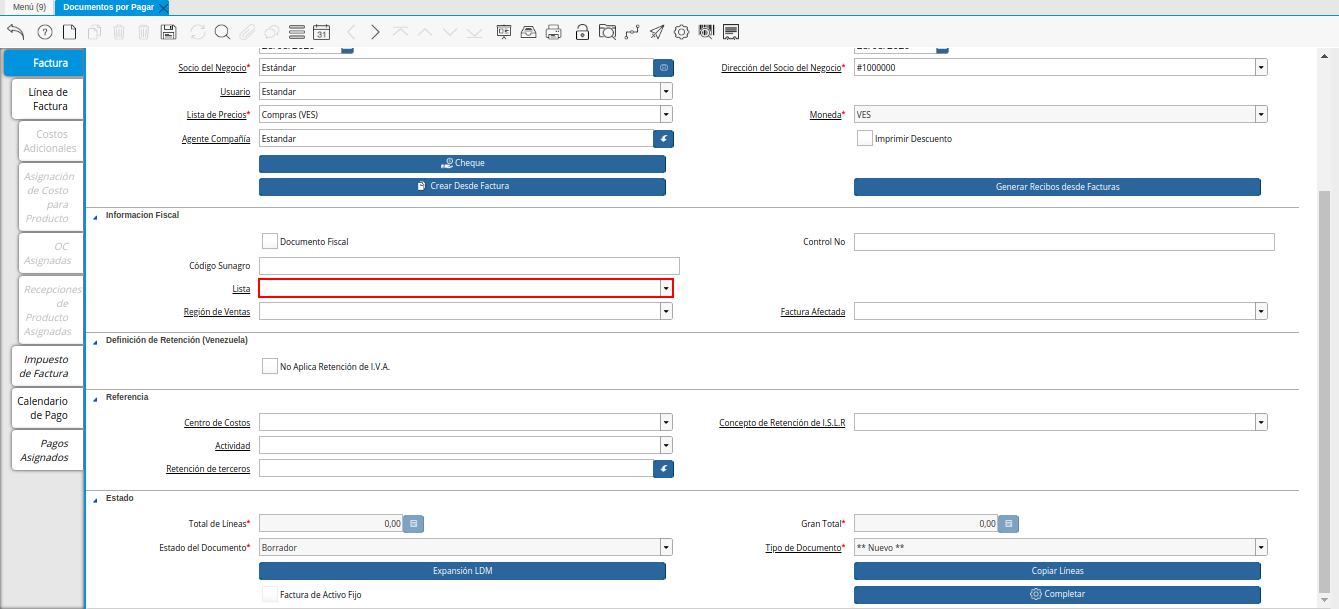 Menú (9)
Documentos por Pagar
31
Factura
Línea de
Factura
Costos
Adicionales
Asignación
de Costo
para
Producto
OC
Asignadas
Recepciones
de
Producto
Asignadas
Impuesto
de Factura
Calendario
de Pago
Pagos
Asignados
Socio del Negocio* Estándar
Dirección del Socio del Negocio* #1000000
Usuario Estandar
Lista de Precios* Compras (VES)
Moneda* VES
Agente Compañía Estandar
Imprimir Descuento
Cheque
Crear Desde Factura
Generar Recibos desde Facturas
Informacion Fiscal
Documento Fiscal
Control No
Código Sunagro
Lista
Región de Ventas
Factura Afectada
Definición de Retención (Venezuela)
No Aplica Retención de I.V.A.
Referencia
Centro de Costos
Concepto de Retención de I.S.L.R
Actividad
Retención de terceros
Estado
Total de Líneas* 0,00
Gran Total* 0,00
Estado del Documento* Borrador
Tipo de Documento* ** Nuevo **
Expansión LDM
Copiar Líneas
Factura de Activo Fijo
Completar